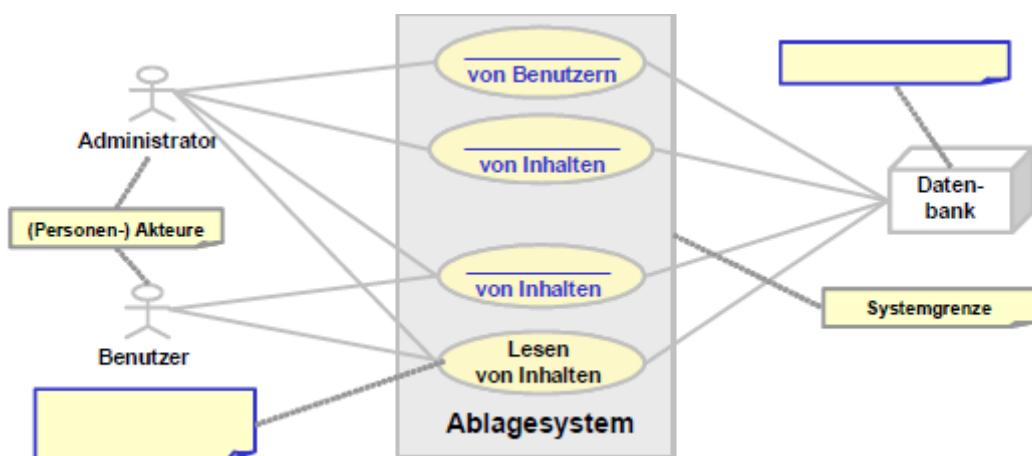 von Benutzern
Administrator
von Inhalten
Daten-
bank
(Personen-) Akteure
von Inhalten
Systemgrenze
Benutzer
Lesen
von Inhalten
Ablagesystem